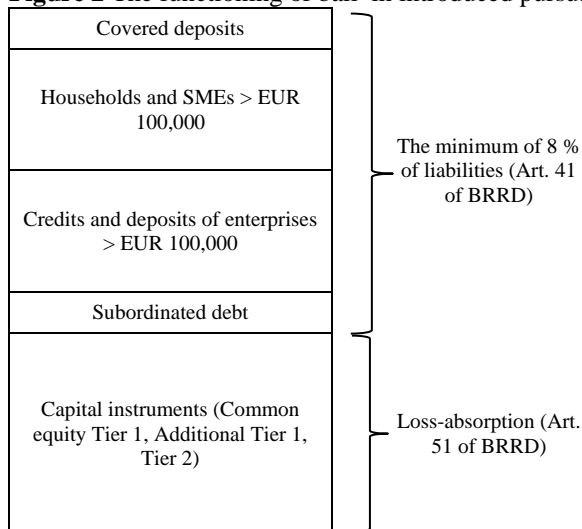 Covered deposits
Households and SMEs > EUR
100,000
The minimum of 8 %
of liabilities (Art. 41
of BRRD)
Credits and deposits of enterprises
> EUR 100,000
Subordinated debt
Capital instruments (Common
equity Tier 1, Additional Tier 1,
Tier 2)
Loss-absorption (Art.
51 of BRRD)